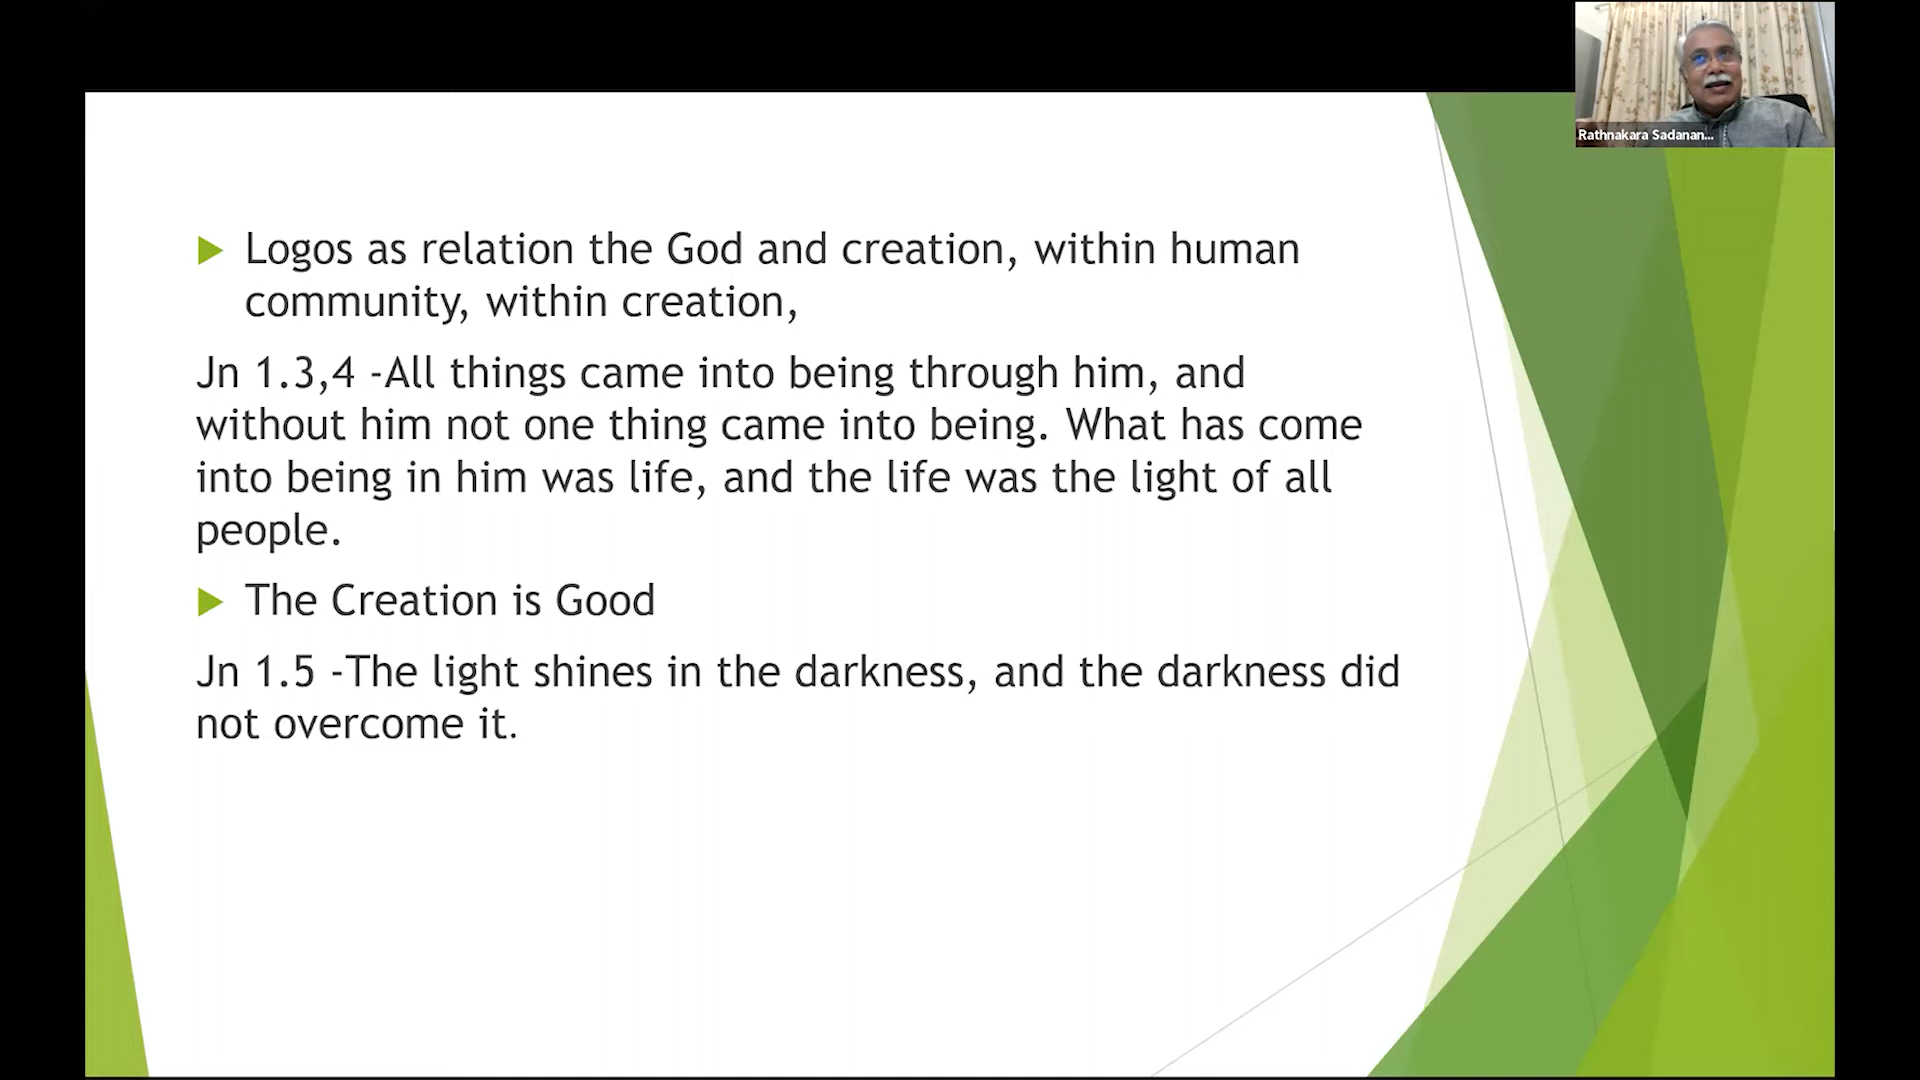 Rathnakara Sadanan...
Logos as relation the God and creation, within human
community, within creation,
Jn 1.3,4 -All things came into being through him, and
without him not one thing came into being. What has come
into being in him was life, and the life was the light of all
people.
The Creation is Good
Jn 1.5 -The light shines in the darkness, and the darkness did
not overcome it.